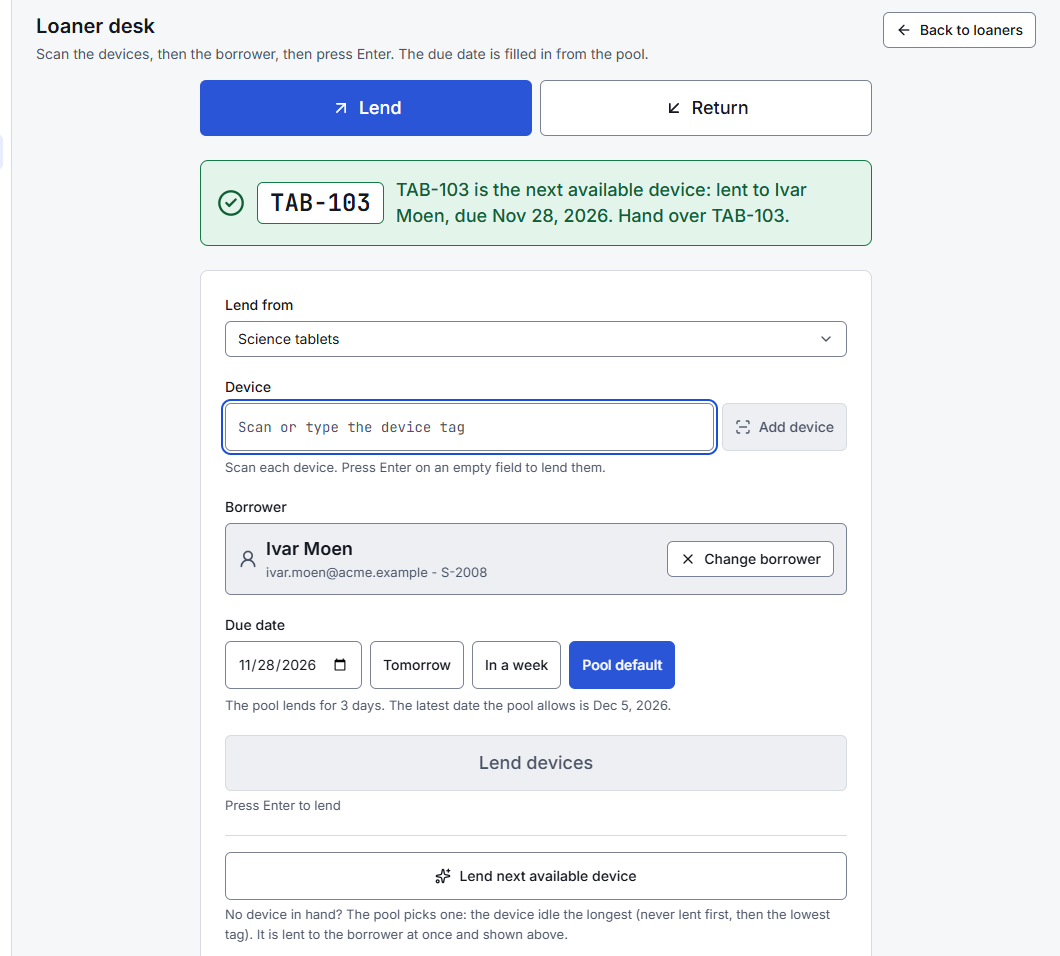 Loaner desk
Back to loaners
Scan the devices, then the borrower, then press Enter. The due date is filled in from the pool.
Lend
Return
TAB-103
TAB-103 is the next available device: lent to Ivar
Moen, due Nov 28, 2026. Hand over TAB-103.
Lend from
Science tablets
Device
Scan or type the device tag
Add device
Scan each device. Press Enter on an empty field to lend them.
Borrower
Ivar Moen
ivar.moen@acme.example - S-2008
Change borrower
Due date
11/28/2026
Tomorrow
In a week
Pool default
The pool lends for 3 days. The latest date the pool allows is Dec 5, 2026.
Lend devices
Press Enter to lend
Lend next available device
No device in hand? The pool picks one: the device idle the longest (never lent first, then the lowest
tag). It is lent to the borrower at once and shown above.